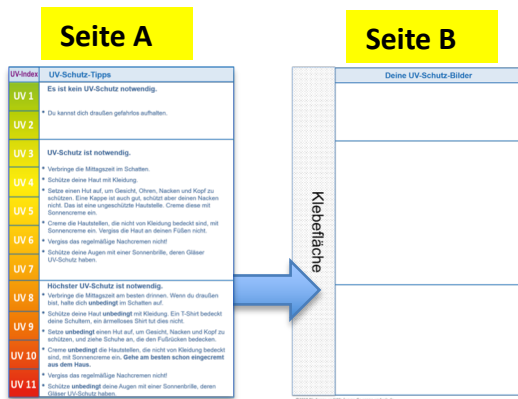 Seite A
Seite B
UV-Index UV-Schutz-Tipps
UV 1
UV 2
Es ist kein UV-Schutz notwendig.
* Du kannst dich draußen gefahrlos aufhalten.
UV 3
UV 4
UV 5
UV 6
UV 7
UV-Schutz ist notwendig.
* Verbringe die Mittagszeit im Schatten.
* Schütze deine Haut mit Kleidung.
* Setze einen Hut auf, um Gesicht, Ohren, Nacken und Kopf zu
schützen. Eine Kappe ist auch gut, schützt aber deinen Nacken
nicht. Das ist eine ungeschützte Hautstelle. Creme diese mit
Sonnencreme ein.
* Creme die Hautstellen, die nicht von Kleidung bedeckt sind, mit
Sonnencreme ein. Vergiss die Haut an deinen Füßen nicht.
* Vergiss das regelmäßige Nachcremen nicht!
* Schütze deine Augen mit einer Sonnenbrille, deren Gläser
UV-Schutz haben.
UV 8
UV 9
UV 10
UV 11
Höchster UV-Schutz ist notwendig.
* Verbringe die Mittagszeit am besten drinnen. Wenn du draußen
bist, halte dich unbedingt im Schatten auf.
* Schütze deine Haut unbedingt mit Kleidung. Ein T-Shirt bedeckt
deine Schultern, ein ärmelloses Shirt tut dies nicht.
* Setze unbedingt einen Hut auf, um Gesicht, Nacken und Kopf zu
schützen, und ziehe Schuhe an, die den Fußrücken bedecken.
* Creme unbedingt die Hautstellen, die nicht von Kleidung bedeckt
sind, mit Sonnencreme ein. Gehe am besten schon eingecremt
aus dem Haus.
* Vergiss das regelmäßige Nachcremen nicht!
* Schütze unbedingt deine Augen mit einer Sonnenbrille, deren
Gläser UV-Schutz haben.
Deine UV-Schutz-Bilder
Klebefläche